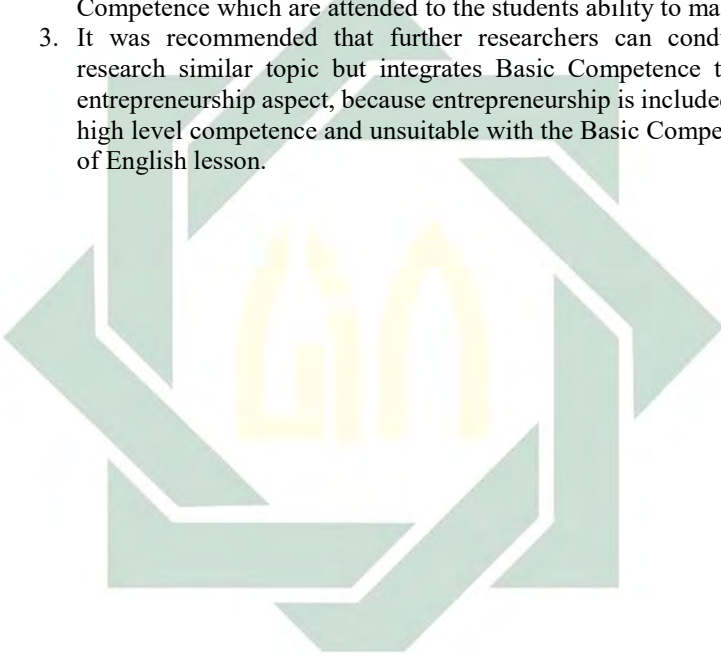 Competence which are attended to the students ability to ma
3. It was recommended that further researchers can cond
research similar topic but integrates Basic Competence t
entrepreneurship aspect, because entrepreneurship is include
high level competence and unsuitable with the Basic Compe
of English lesson.